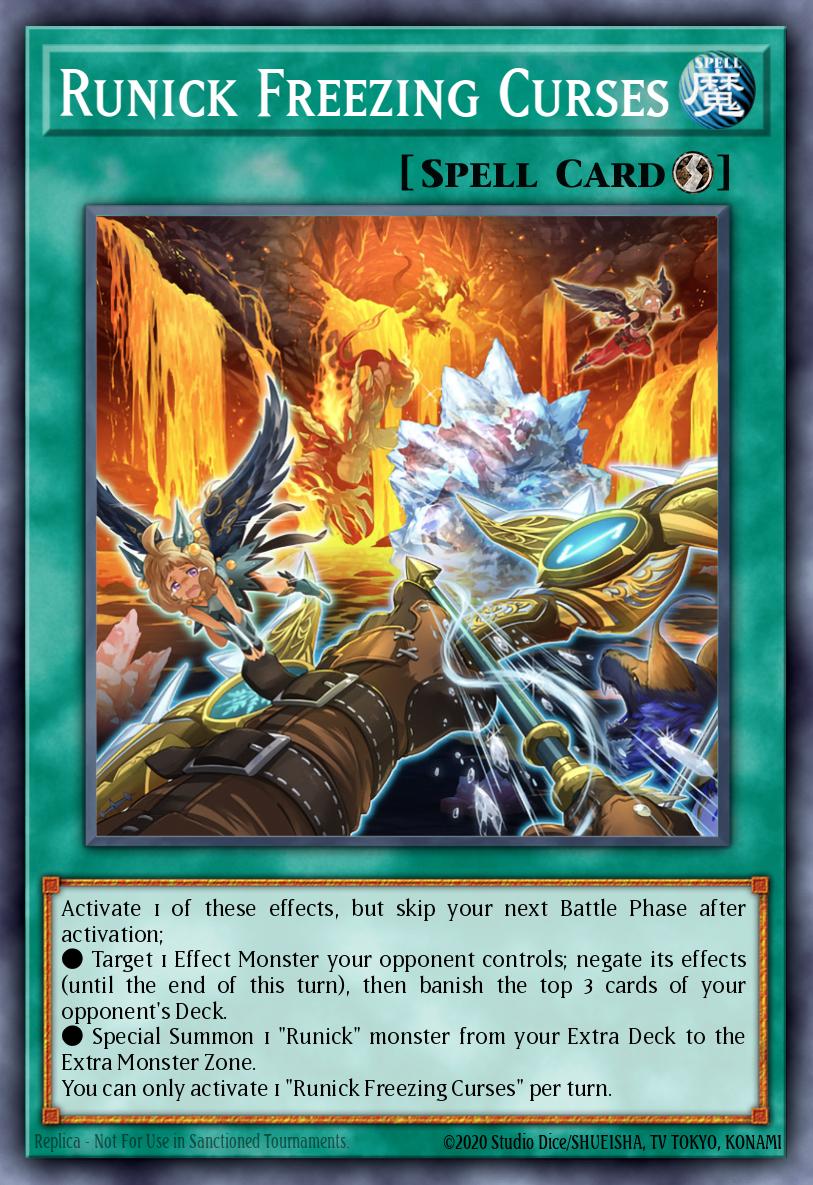 Runick Freezing Curses
SPELL
魔
[Spell Card]
Activate 1 of these effects, but skip your next Battle Phase after
activation;
● Target 1 Effect Monster your opponent controls; negate its effects
(until the end of this turn), then banish the top 3 cards of your
opponent's Deck.
● Special Summon 1 "Runick" monster from your Extra Deck to the
Extra Monster Zone.
You can only activate 1 "Runick Freezing Curses" per turn.
Replica - Not For Use in Sanctioned Tournaments.
©2020 Studio Dice/SHUEISHA, TV TOKYO, KONAMI